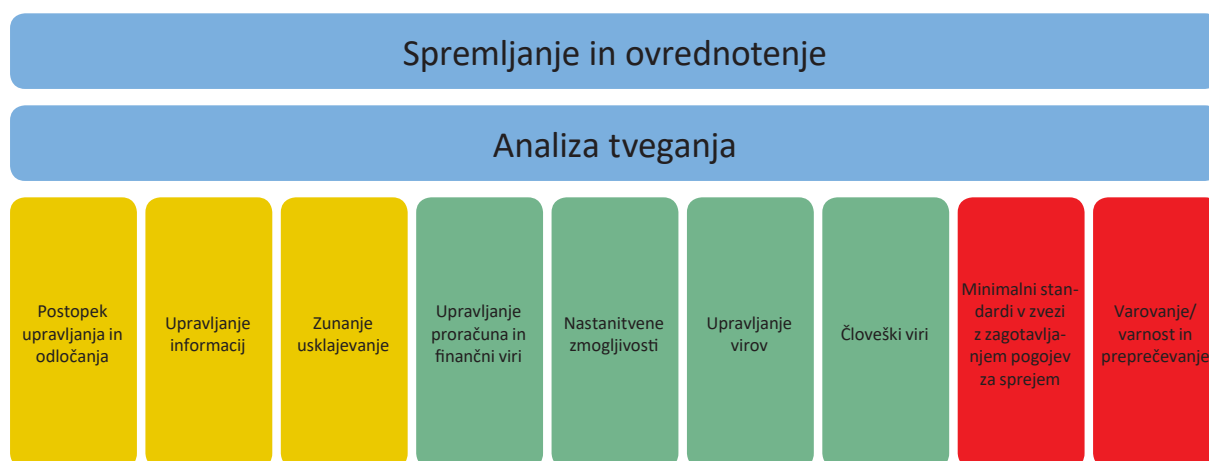 Spremljanje in ovrednotenje
Analiza tveganja
Postopek
upravljanja in
odločanja
Upravljanje
informacij
Zunanje
usklajevanje
Upravljanje
proračuna in
finančni viri
Nastanitvene
zmogljivosti
Upravljanje
virov
Človeški viri
Minimalni stan-
dardi v zvezi
z zagotavlja-
njem pogojev
za sprejem
Varovanje/
varnost in
preprečevanje